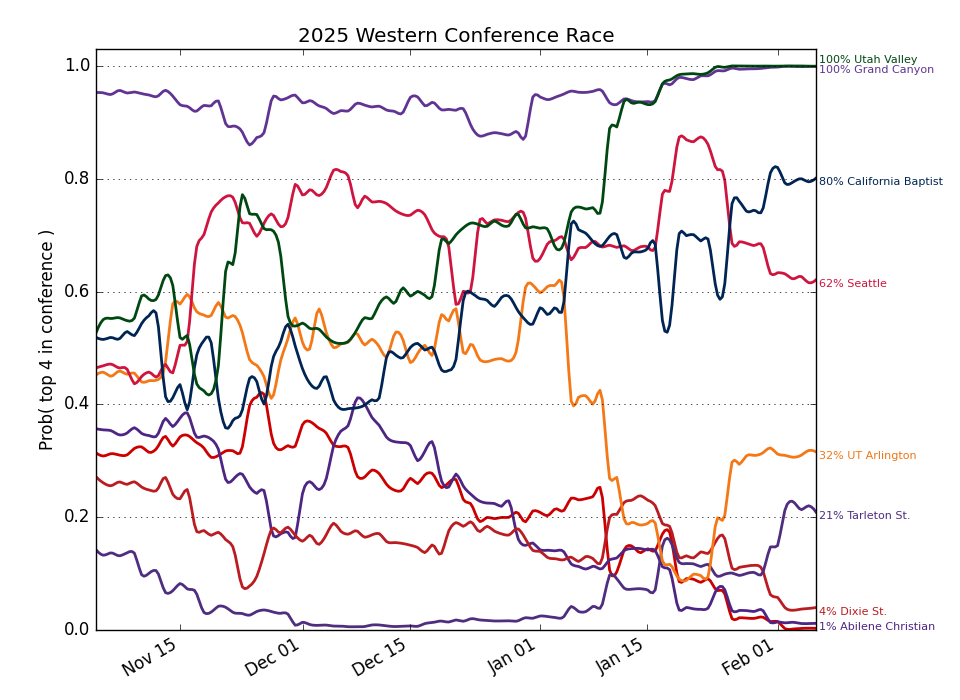 2025 Western Conference Race
Prob( top 4 in conference )
1.0
0.8
0.6
0.4
0.2
0.0
Nov 15
Dec 01
Dec 15
Jan 01
Jan 15
Feb 01
100% Utah Valley
100% Grand Canyon
80% California Baptist
62% Seattle
32% UT Arlington
21% Tarleton St.
4% Dixie St.
1% Abilene Christian